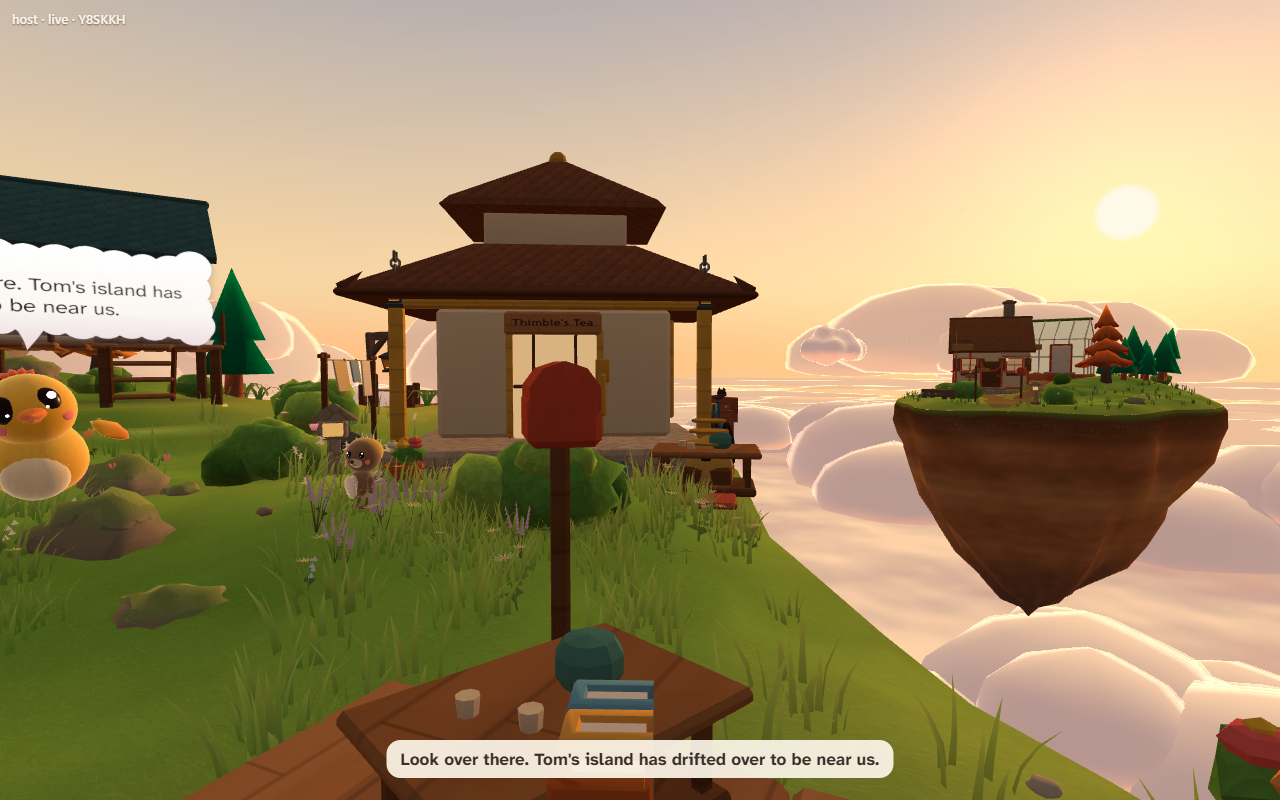 host · live · Y8SKKH
re. Tom's island has
to be near us.
Thimble's Tea
Look over there. Tom's island has drifted over to be near us.